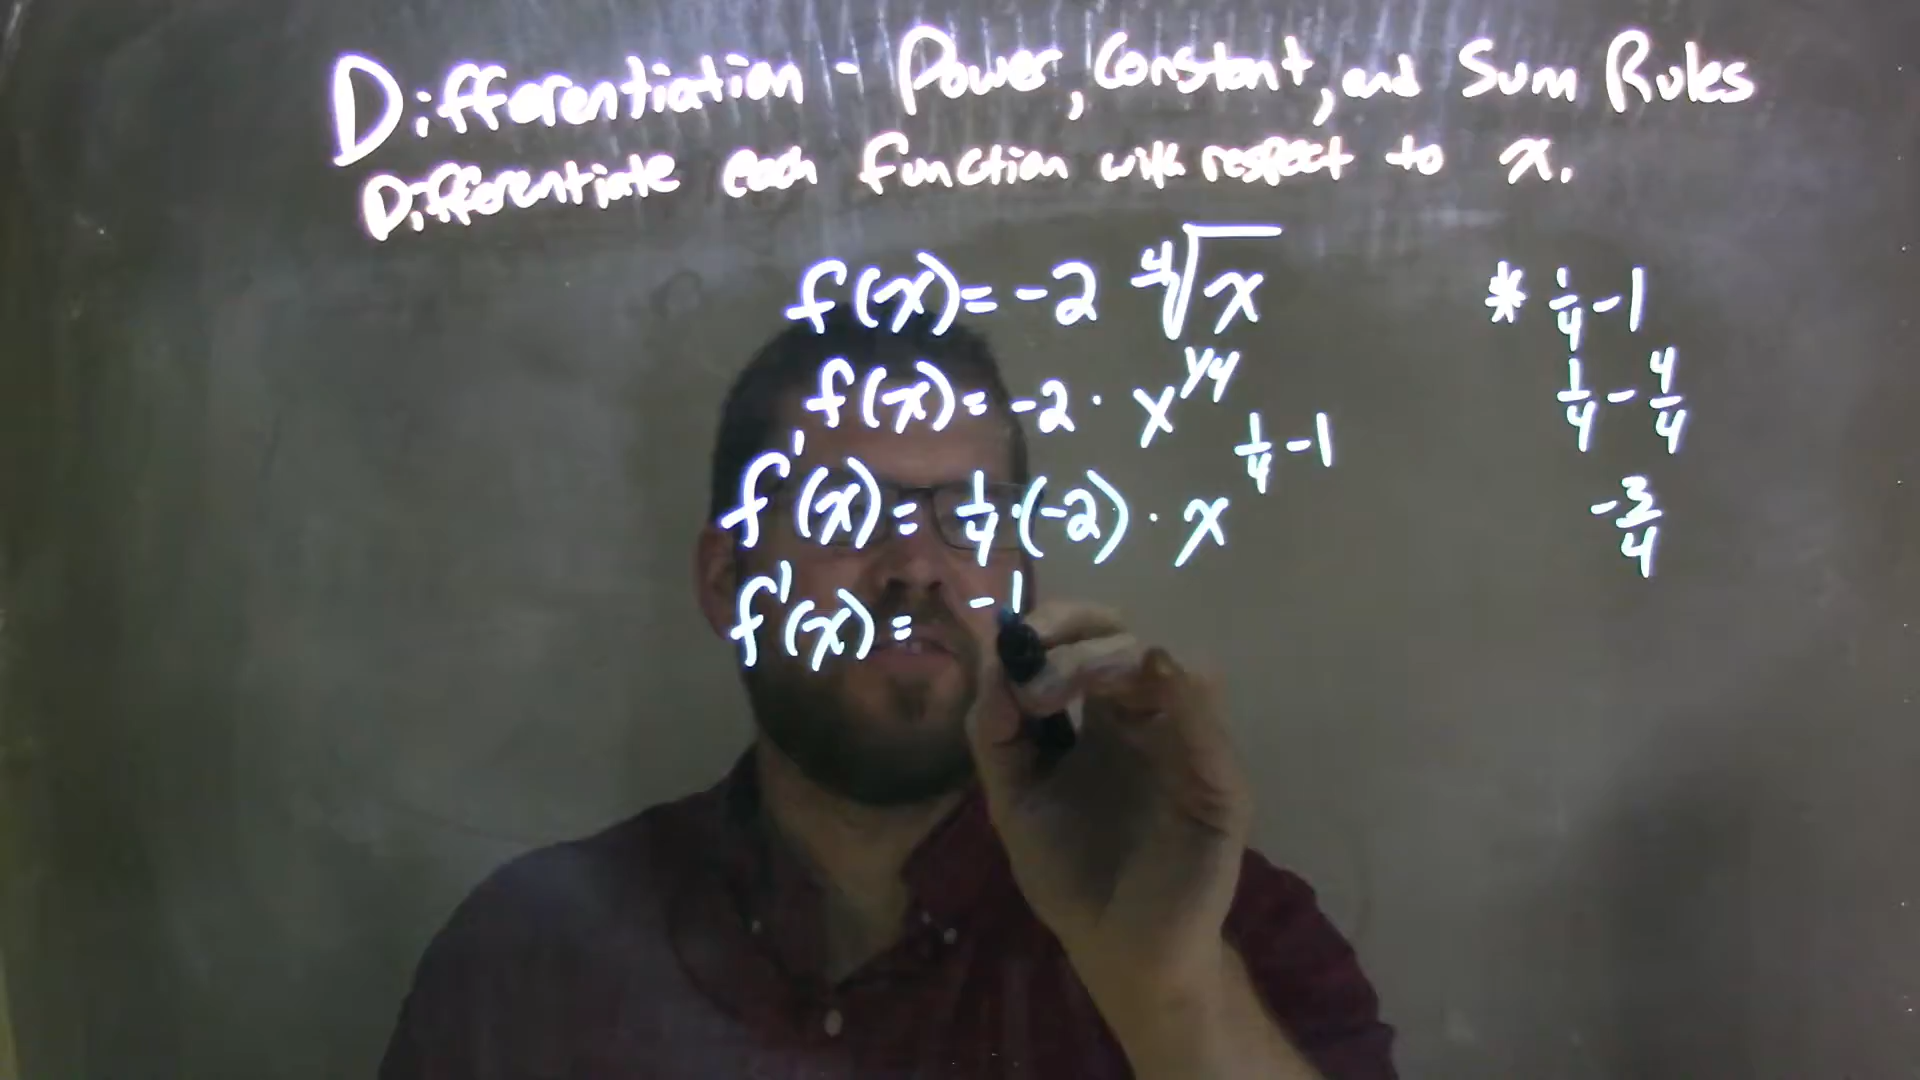 Differentiation - Power, Constant, and Sum Rules
Differentiate each function with respect to x.
f(x) = -2 ∜x
f(x) = -2 · x^1/4
f'(x) = 1/4 · (-2) · x^1/4 - 1
f'(x) = -1
* 1/4 - 1
1/4 - 4/4
-3/4